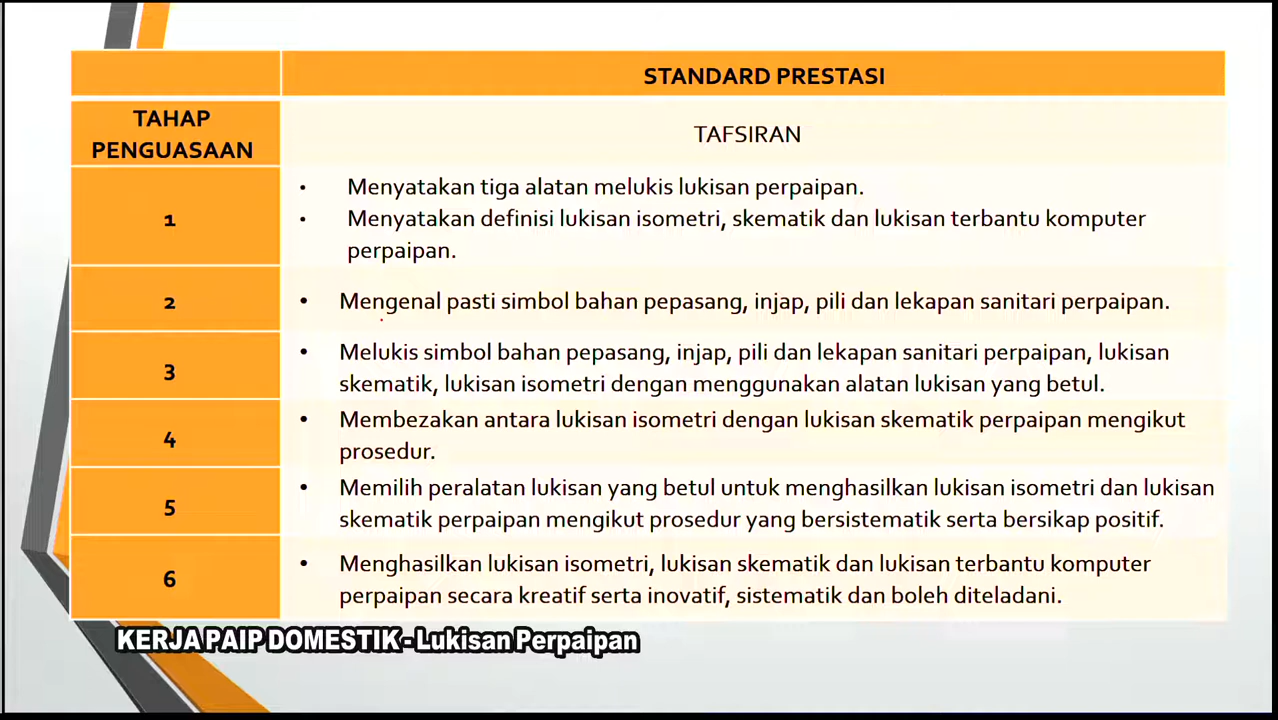 STANDARD PRESTASI
TAHAP
PENGUASAAN
TAFSIRAN
1
• Menyatakan tiga alatan melukis lukisan perpaipan.
• Menyatakan definisi lukisan isometri, skematik dan lukisan terbantu komputer
perpaipan.
2
• Mengenal pasti simbol bahan pepasang, injap, pili dan lekapan sanitari perpaipan.
3
• Melukis simbol bahan pepasang, injap, pili dan lekapan sanitari perpaipan, lukisan
skematik, lukisan isometri dengan menggunakan alatan lukisan yang betul.
4
• Membezakan antara lukisan isometri dengan lukisan skematik perpaipan mengikut
prosedur.
5
• Memilih peralatan lukisan yang betul untuk menghasilkan lukisan isometri dan lukisan
skematik perpaipan mengikut prosedur yang bersistematik serta bersikap positif.
6
• Menghasilkan lukisan isometri, lukisan skematik dan lukisan terbantu komputer
perpaipan secara kreatif serta inovatif, sistematik dan boleh diteladani.
KERJA PAIP DOMESTIK - Lukisan Perpaipan